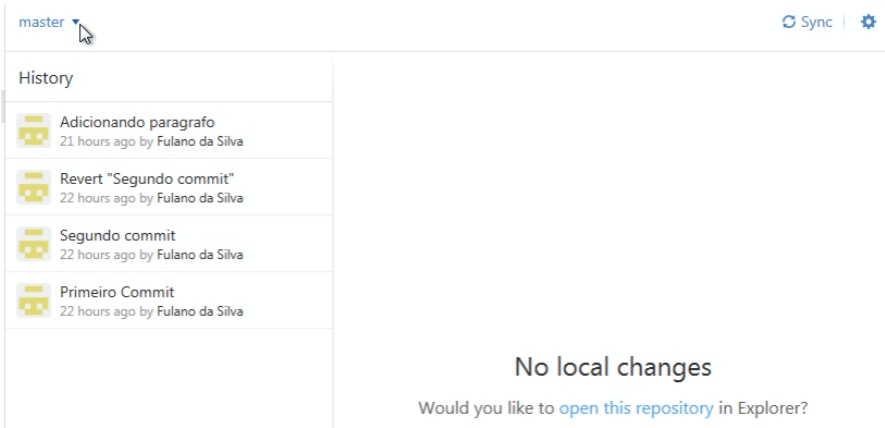 master
Sync
History
Adicionando paragrafo
21 hours ago by Fulano da Silva
Revert "Segundo commit"
22 hours ago by Fulano da Silva
Segundo commit
22 hours ago by Fulano da Silva
Primeiro Commit
22 hours ago by Fulano da Silva
No local changes
Would you like to open this repository in Explorer?